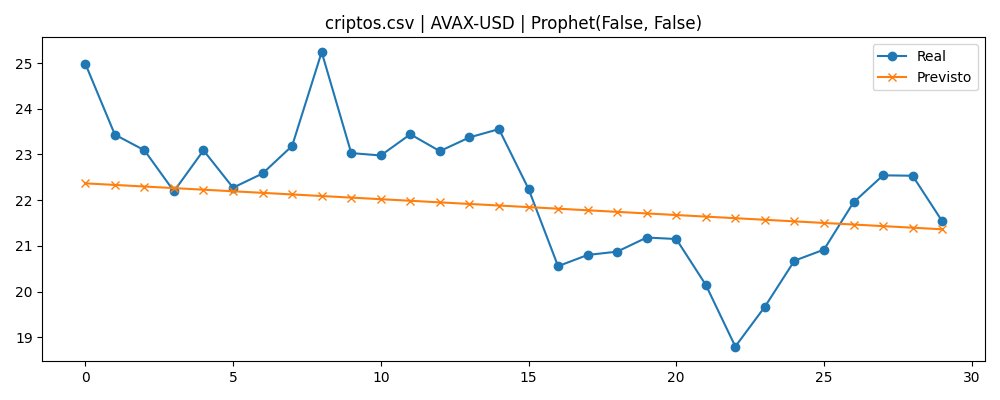 criptos.csv | AVAX-USD | Prophet(False, False)
Real
Previsto
25
24
23
22
21
20
19
0 5 10 15 20 25 30